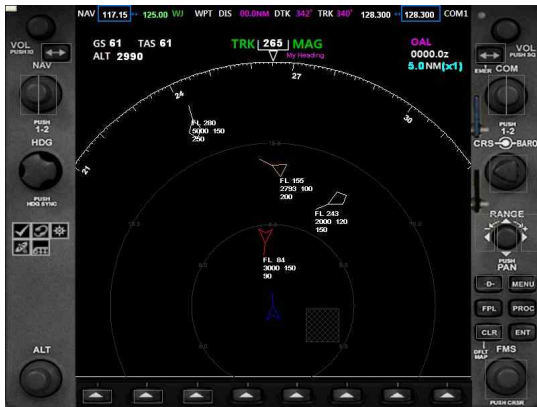 NAV 117.15 ↔ 125.00 WJ WPT DIS 00.0NM DTK 342° TRK 340° 128.300 ↔ 128.300 COM1
GS 61 TAS 61
ALT 2990
TRK 265 MAG
My Heading
OAL
0000.0z
5.0NM(x1)
VOL
PUSH ID
NAV
PUSH
1-2
HDG
PUSH
HDG SYNC
ALT
VOL
PUSH SQ
EMER
COM
PUSH
1-2
CRS BARO
RANGE
PUSH
PAN
-D- MENU
FPL PROC
CLR ENT
DFLT
MAP
FMS
PUSH CRSR
21
24
27
30
FL 280
5000 150
250
FL 155
2793 100
200
FL 243
2000 120
150
FL 84
3000 150
90